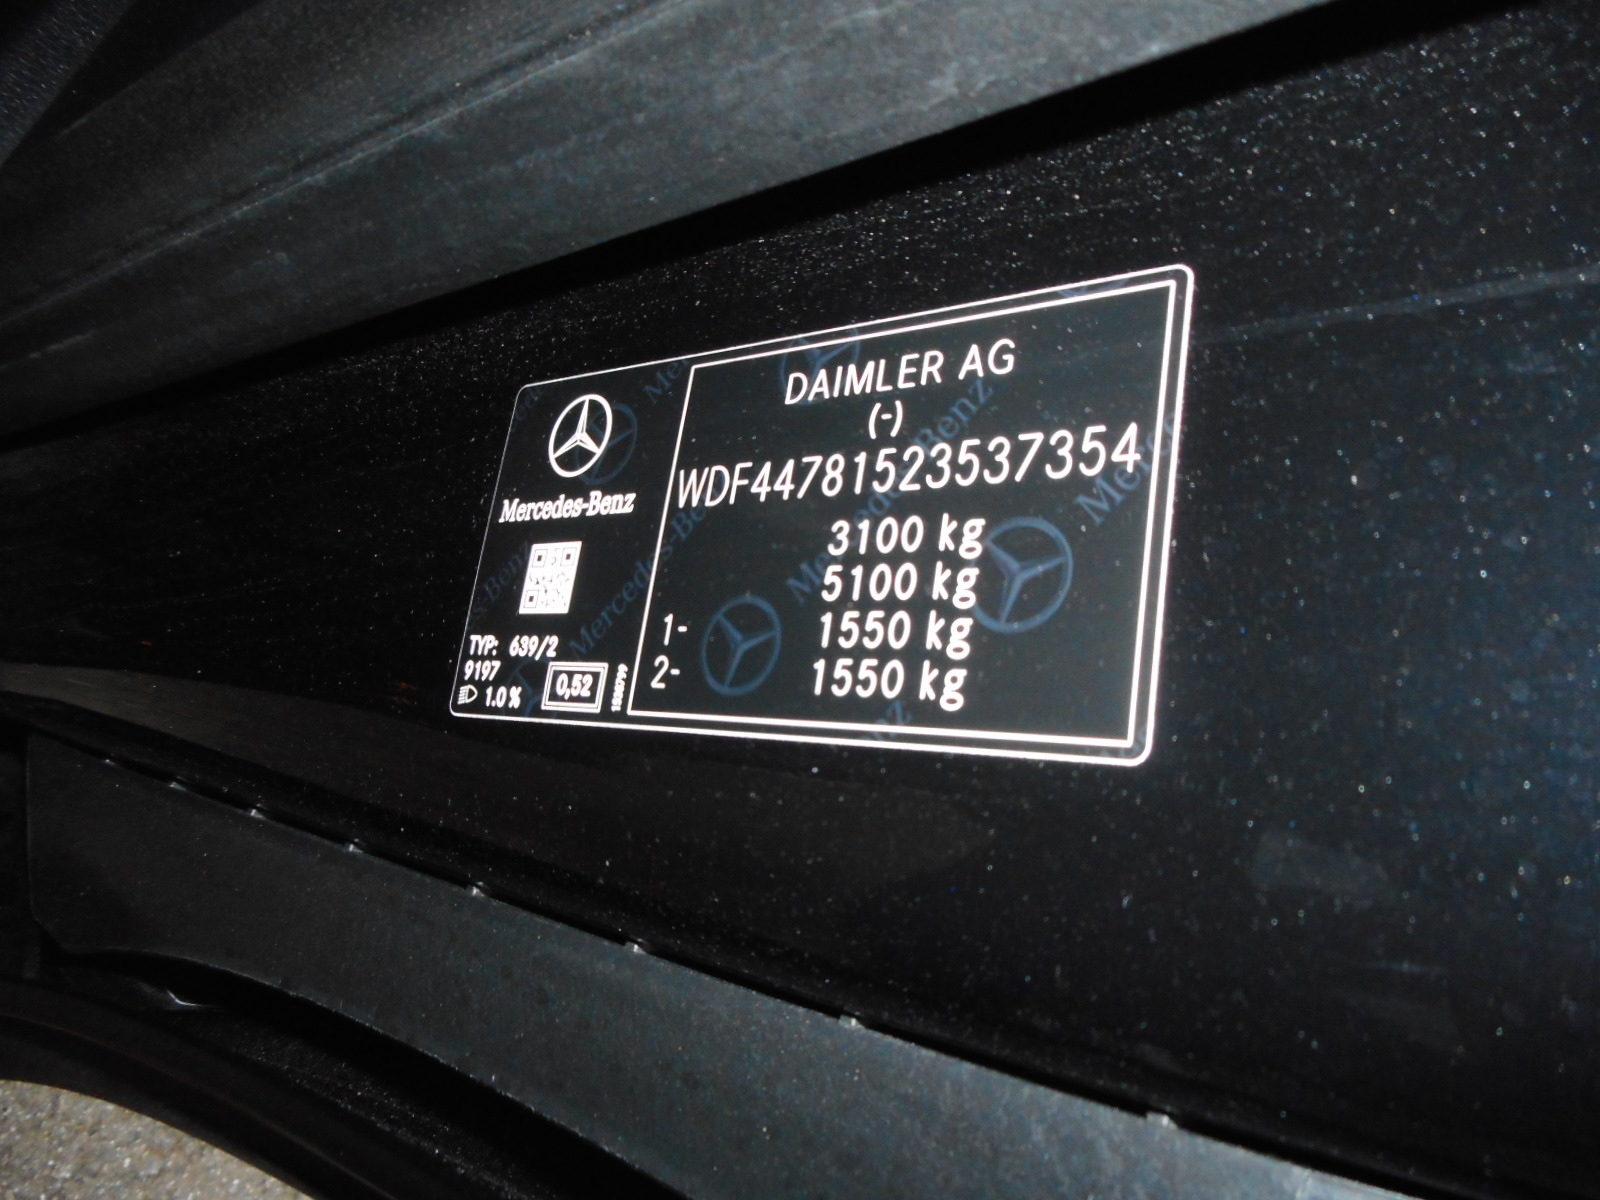 Mercedes-Benz
TYP: 639/2
9197
1.0 %
0,52
DAIMLER AG
(-)
WDF44781523537354
3100 kg
5100 kg
1- 1550 kg
2- 1550 kg